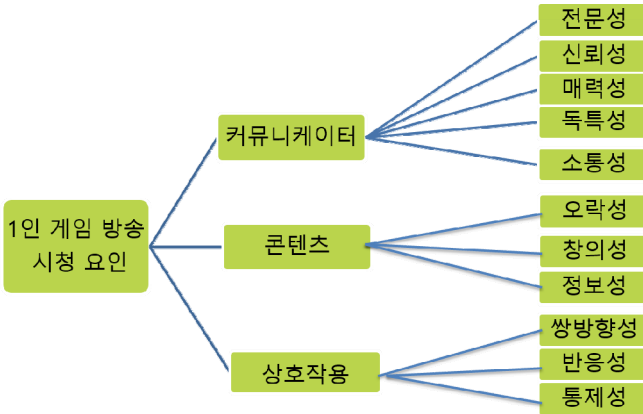 1인 게임 방송
시청 요인
커뮤니케이터
전문성
신뢰성
매력성
독특성
소통성
콘텐츠
오락성
창의성
정보성
상호작용
쌍방향성
반응성
통제성